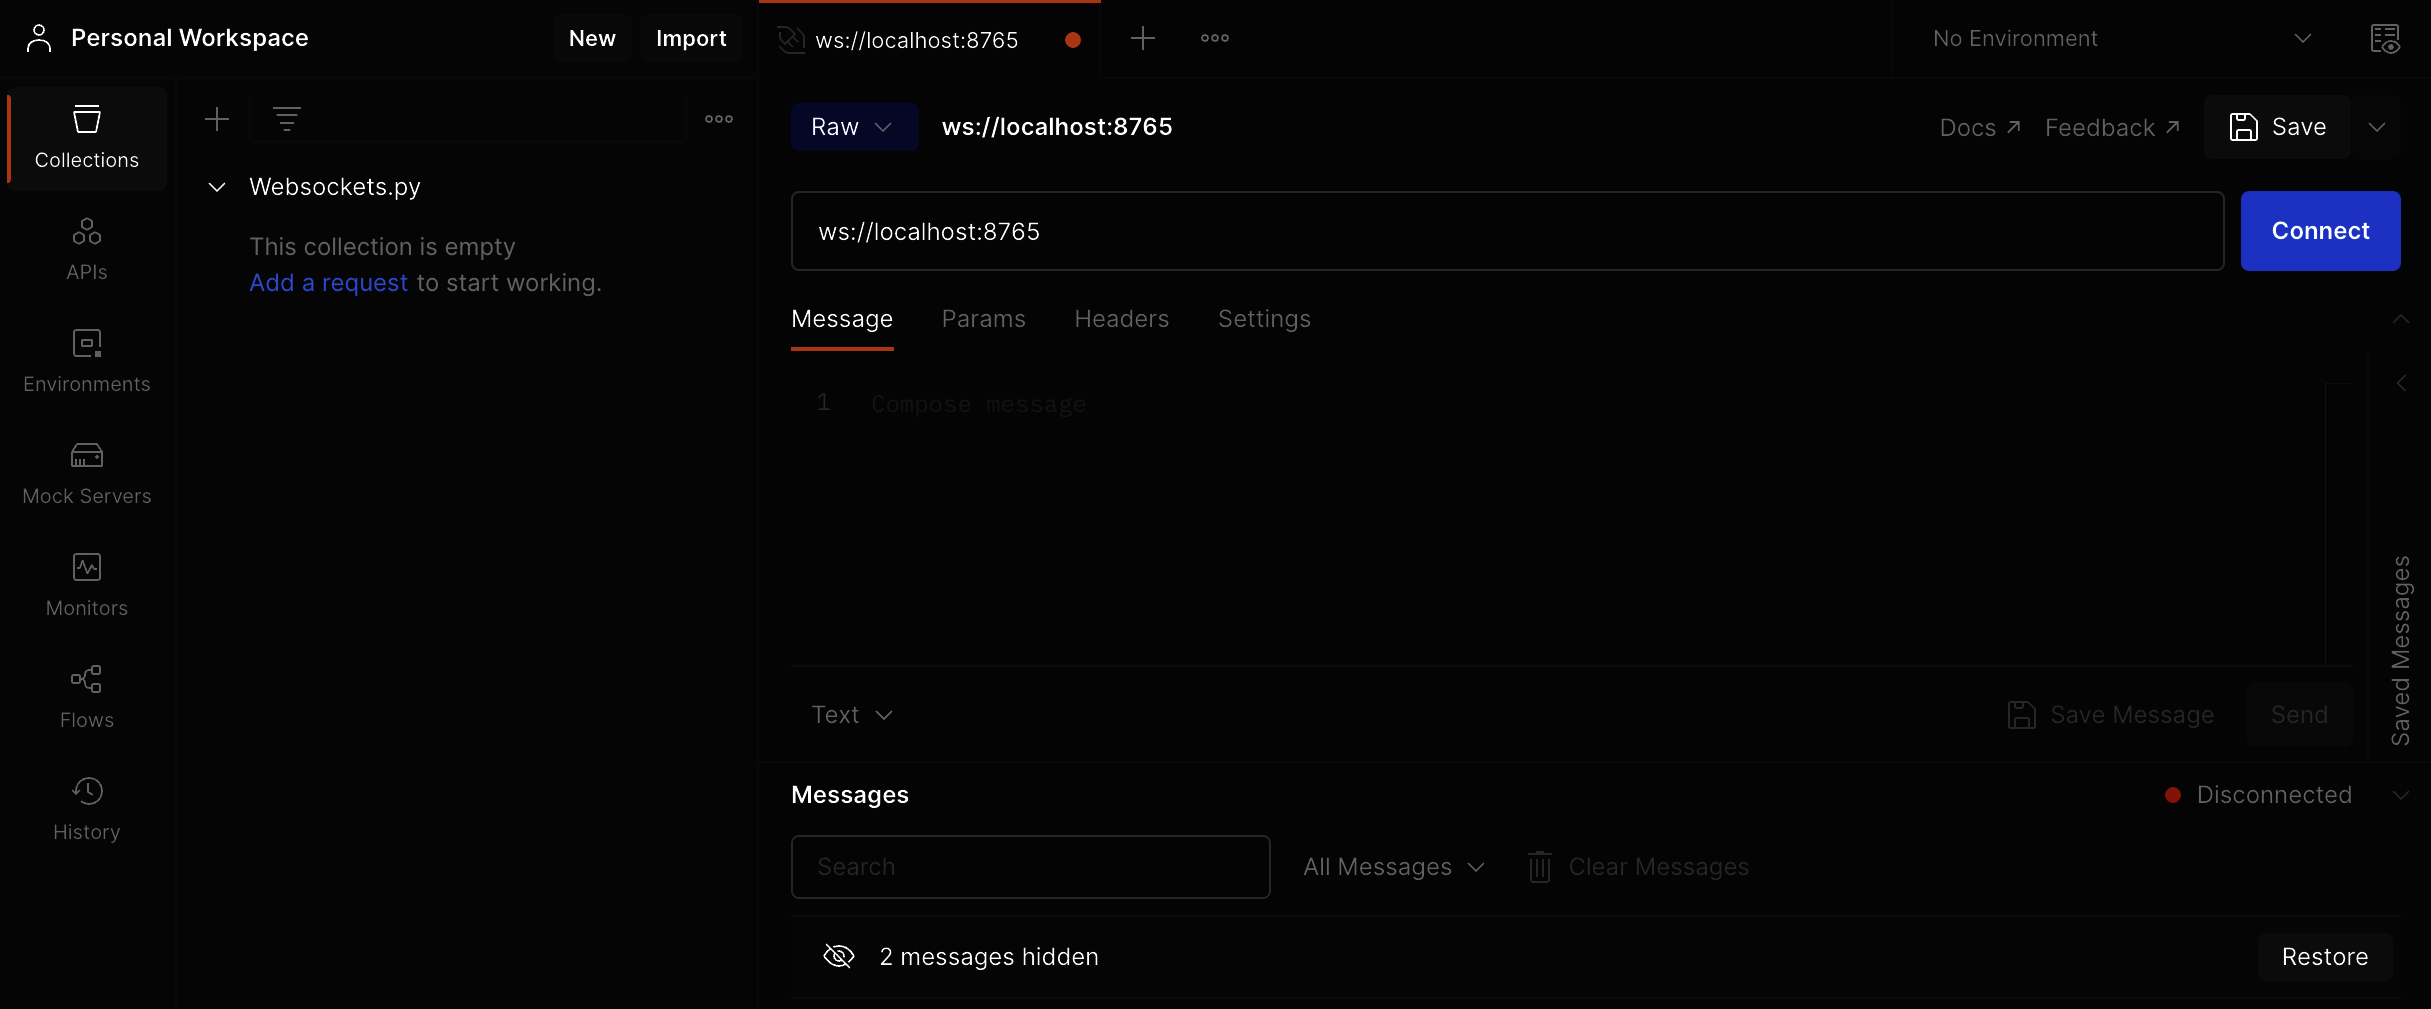 Personal Workspace
New
Import
ws://localhost:8765
No Environment
Collections
APIs
Environments
Mock Servers
Monitors
Flows
History
Websockets.py
This collection is empty
Add a request to start working.
Raw
ws://localhost:8765
Docs
Feedback
Save
ws://localhost:8765
Connect
Message
Params
Headers
Settings
1
Compose message
Text
Save Message
Send
Saved Messages
Messages
Disconnected
Search
All Messages
Clear Messages
2 messages hidden
Restore